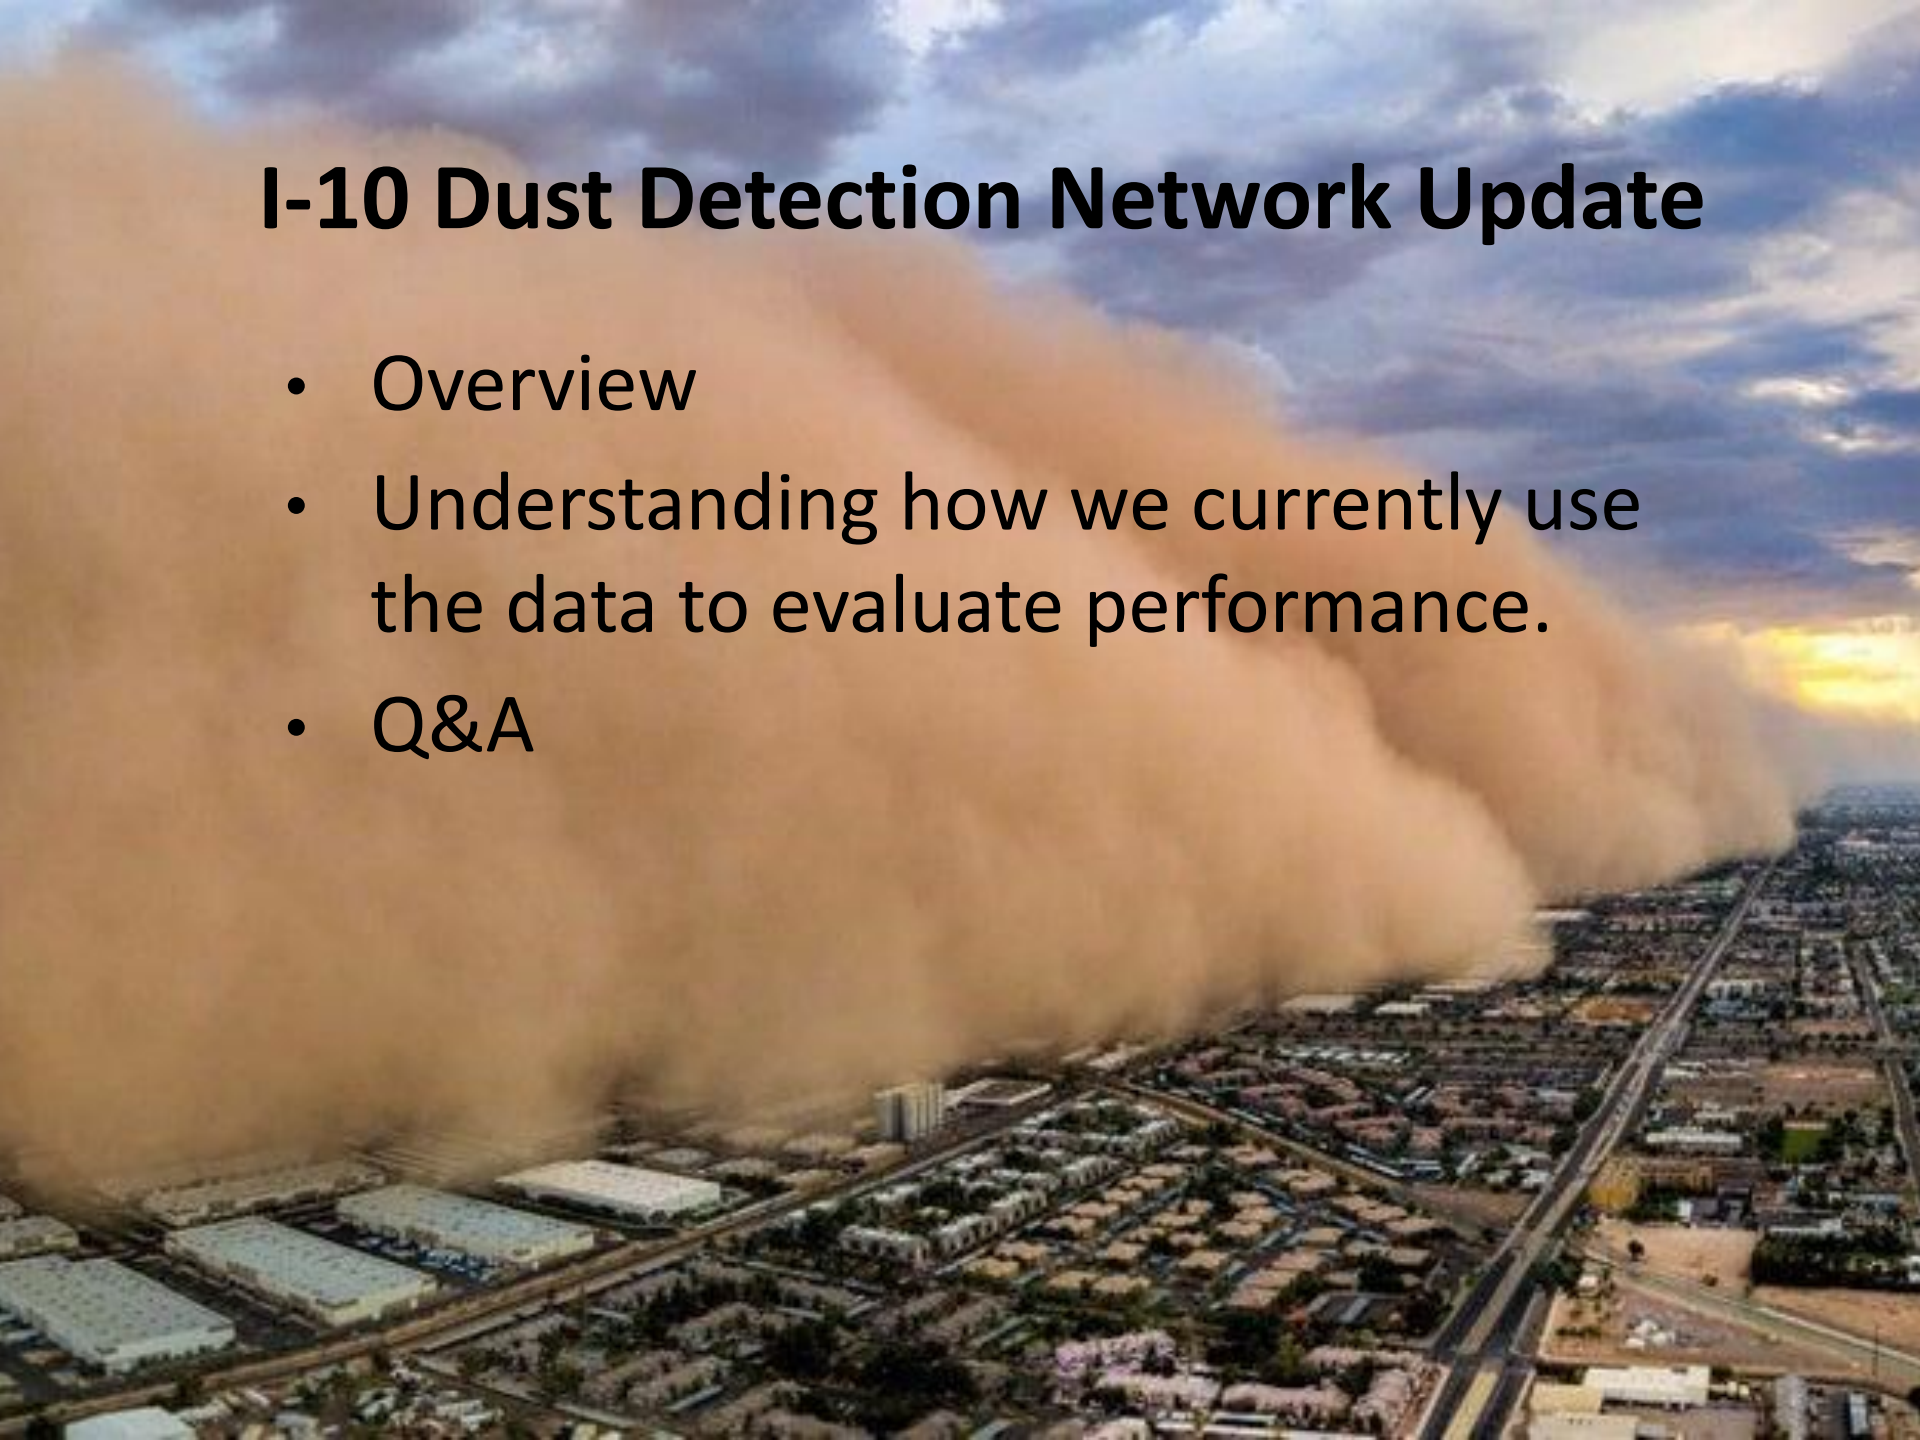 I-10 Dust Detection Network Update
• Overview
• Understanding how we currently use
the data to evaluate performance.
• Q&A